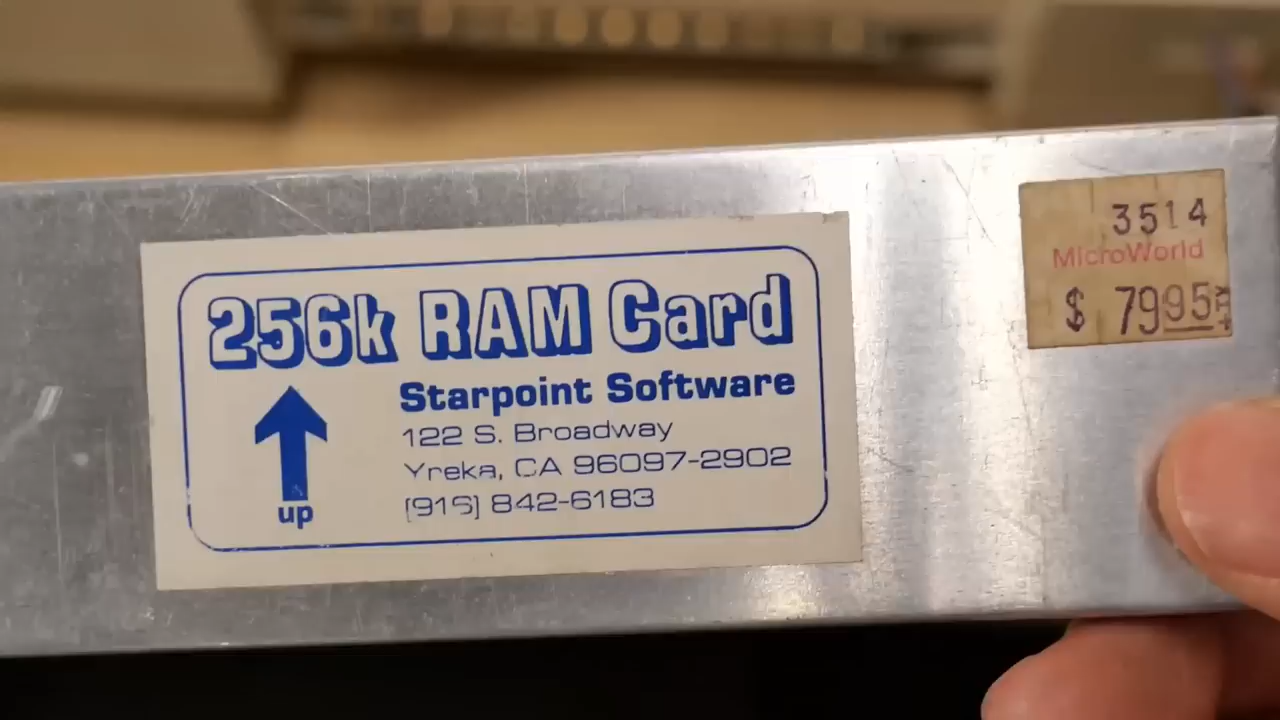 256k RAM Card
Starpoint Software
122 S. Broadway
Yreka, CA 96097-2902
[916] 842-6183
up
3514
MicroWorld
$ 7995